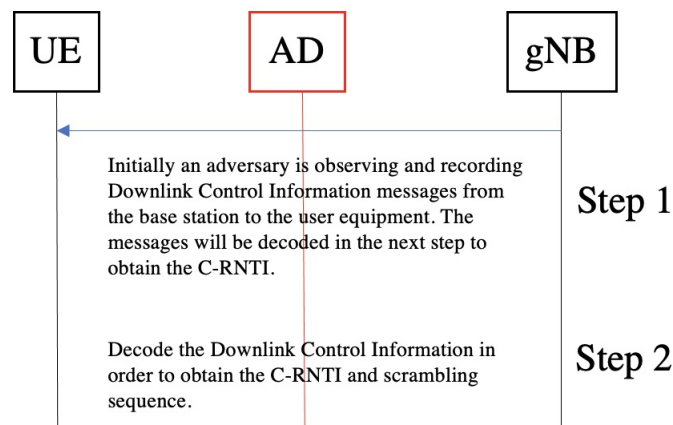 UE AD gNB
Initially an adversary is observing and recording
Downlink Control Information messages from
the base station to the user equipment. The
messages will be decoded in the next step to
obtain the C-RNTI.
Step 1
Decode the Downlink Control Information in
order to obtain the C-RNTI and scrambling
sequence.
Step 2